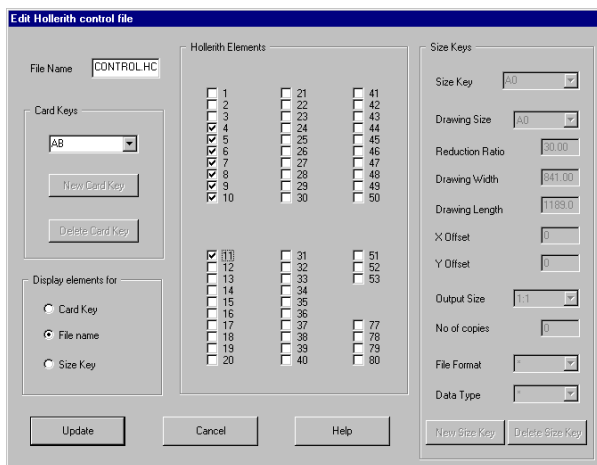 Edit Hollerith control file
File Name
CONTROL.HC
Card Keys
AB
New Card Key
Delete Card Key
Display elements for
Card Key
File name
Size Key
Hollerith Elements
1 21 41
2 22 42
3 23 43
4 24 44
5 25 45
6 26 46
7 27 47
8 28 48
9 29 49
10 30 50
11 31 51
12 32 52
13 33 53
14 34
15 35
16 36
17 37 77
18 38 78
19 39 79
20 40 80
Size Keys
Size Key A0
Drawing Size A0
Reduction Ratio 30.00
Drawing Width 841.00
Drawing Length 1189.0
X Offset 0
Y Offset 0
Output Size 1:1
No of copies 0
File Format *
Data Type *
New Size Key Delete Size Key
Update Cancel Help